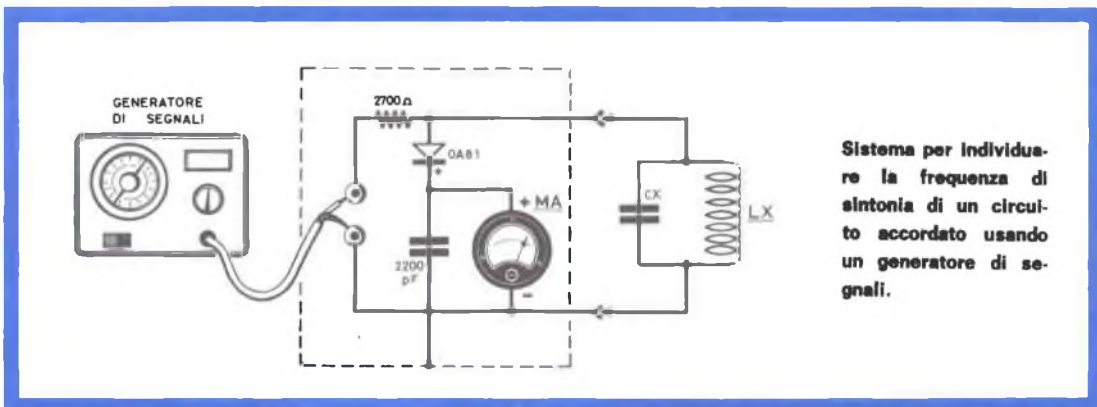 GENERATORE
DI SEGNALI
2700Ω
OA81
+
+ MA
2200
pF
-
CX
LX
Sistema per individua-
re la frequenza di
sintonia di un circui-
to accordato usando
un generatore di se-
gnali.